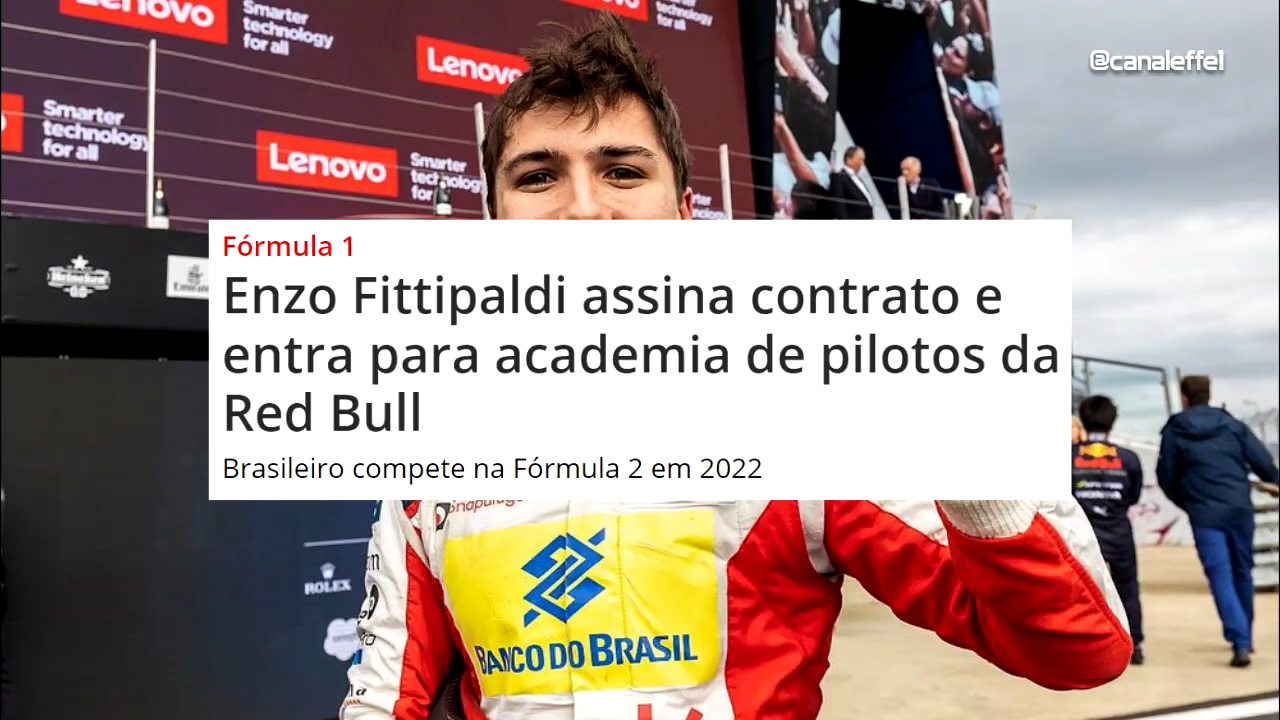 Lenovo
Smarter
technology
for all
Lenovo
Smarter
technology
for all
Lenovo
Smarter
technology
for
@canaleffel
Heineken
Fórmula 1
Enzo Fittipaldi assina contrato e
entra para academia de pilotos da
Red Bull
Brasileiro compete na Fórmula 2 em 2022
ROLEX
BANCO DO BRASIL